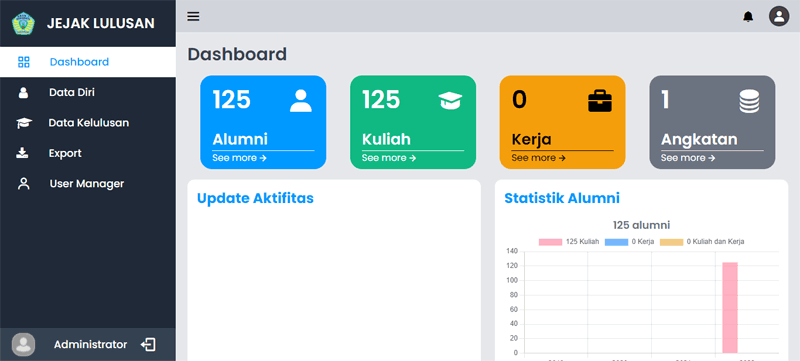 JEJAK LULUSAN
Dashboard
Data Diri
Data Kelulusan
Export
User Manager
Administrator
Dashboard
125
Alumni
See more →
125
Kuliah
See more →
0
Kerja
See more →
1
Angkatan
See more →
Update Aktifitas
Statistik Alumni
125 alumni
125 Kuliah 0 Kerja 0 Kuliah dan Kerja
140
120
100
80
60
40
20
0